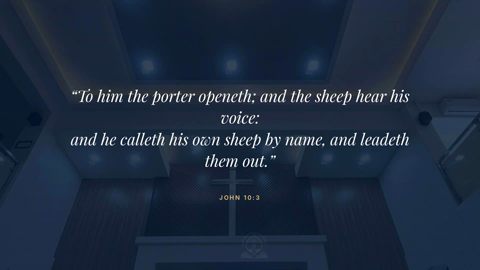 “To him the porter openeth; and the sheep hear his
voice:
and he calleth his own sheep by name, and leadeth
them out.”
JOHN 10:3